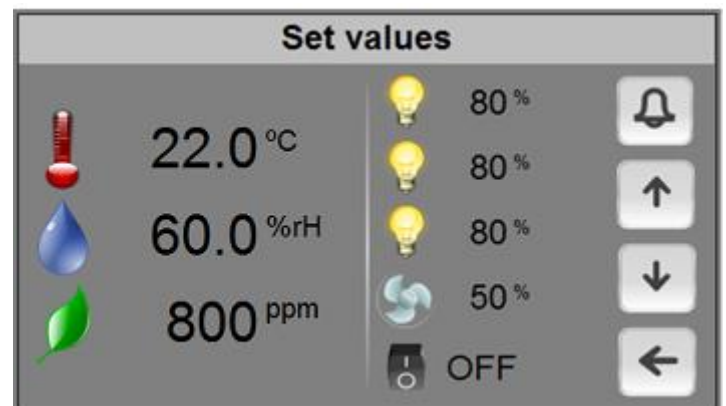 Set values
22.0 °C
60.0 %rH
800 ppm
80 %
80 %
80 %
50 %
OFF